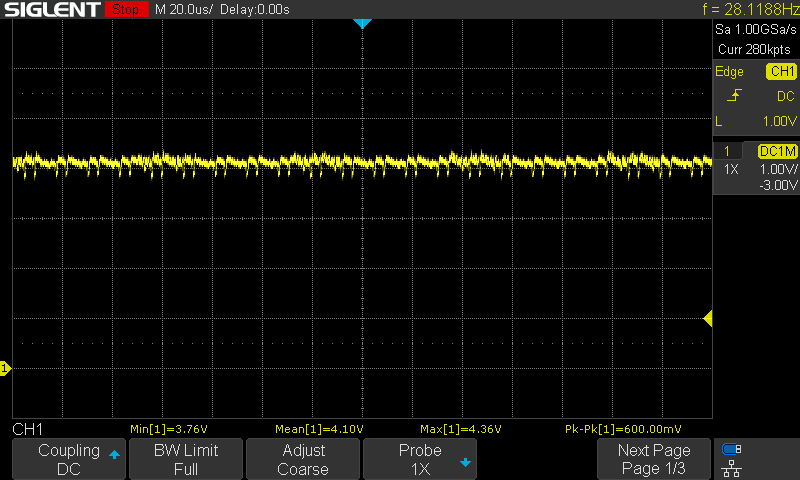 SIGLENT Stop M 20.0us/ Delay:0.00s f = 28.1188Hz
Sa 1.00GSa/s
Curr 280kpts
Edge CH1
DC
L 1.00V
1 DC1M
1X 1.00V/
-3.00V
1
CH1 Min[1]=3.76V Mean[1]=4.10V Max[1]=4.36V Pk-Pk[1]=600.00mV
Coupling BW Limit Adjust Probe Next Page
DC Full Coarse 1X Page 1/3